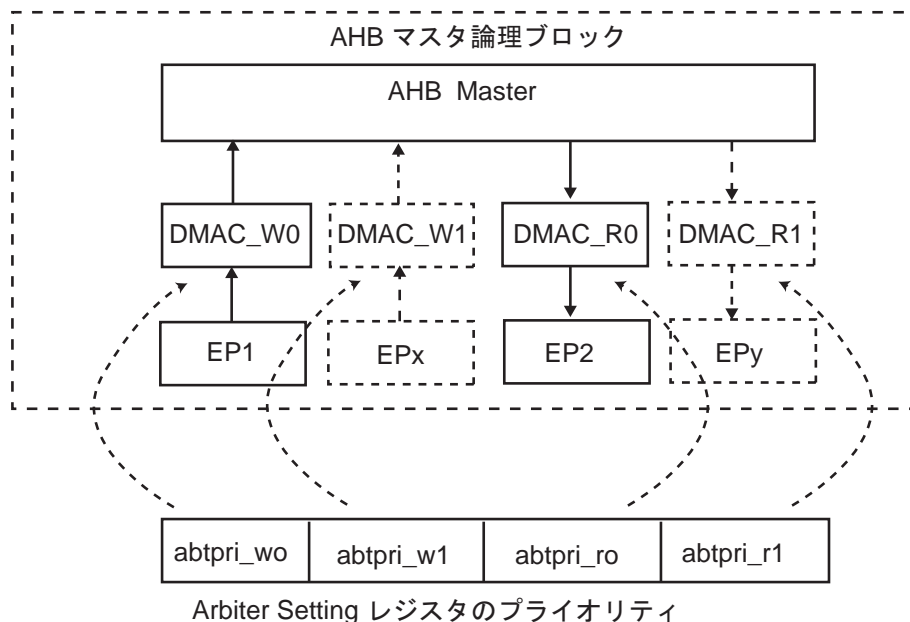 AHB マスタ論理ブロック
AHB Master
DMAC_W0 DMAC_W1 DMAC_R0 DMAC_R1
EP1 EPx EP2 EPy
abtpri_wo abtpri_w1 abtpri_ro abtpri_r1
Arbiter Setting レジスタのプライオリティ